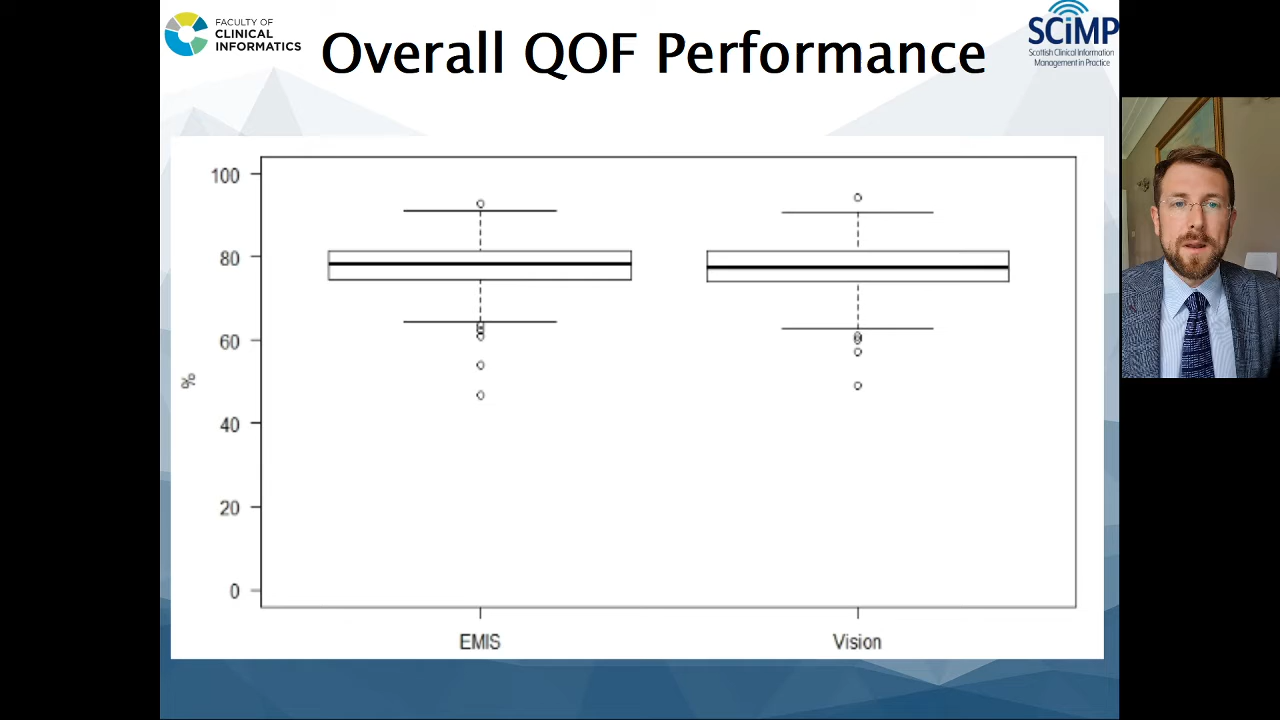 FACULTY OF
CLINICAL
INFORMATICS
Overall QOF Performance
SCiMP
Scottish Clinical Information
Management in Practice
100
80
60
%
40
20
0
EMIS
Vision